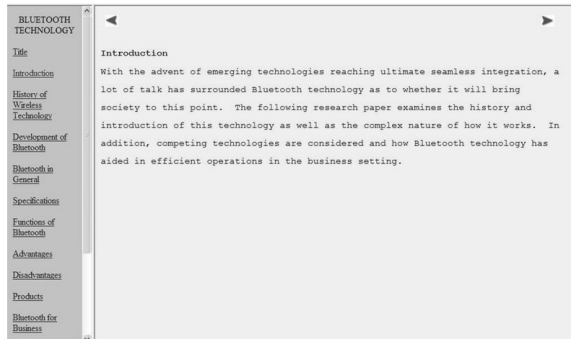 BLUETOOTH
TECHNOLOGY
Title
Introduction
History of
Wireless
Technology
Development of
Bluetooth
Bluetooth in
General
Specifications
Functions of
Bluetooth
Advantages
Disadvantages
Products
Bluetooth for
Business
Introduction
With the advent of emerging technologies reaching ultimate seamless integration, a
lot of talk has surrounded Bluetooth technology as to whether it will bring
society to this point.  The following research paper examines the history and
introduction of this technology as well as the complex nature of how it works.  In
addition, competing technologies are considered and how Bluetooth technology has
aided in efficient operations in the business setting.